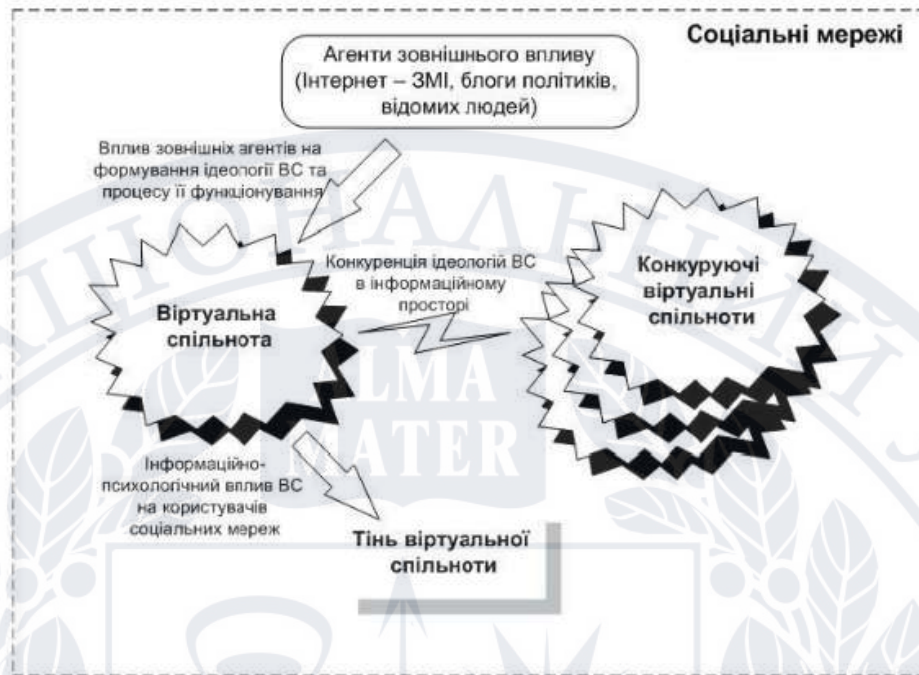 Соціальні мережі
Агенти зовнішнього впливу
(Інтернет – ЗМІ, блоги політиків,
відомих людей)
Вплив зовнішніх агентів на
формування ідеології ВС та
процесу її функціонування
Конкуренція ідеологій ВС
в інформаційному
просторі
Віртуальна
спільнота
Конкуруючі
віртуальні
спільноти
Інформаційно-
психологічний вплив ВС
на користувачів
соціальних мереж
Тінь віртуальної
спільноти
ALMA
MATER